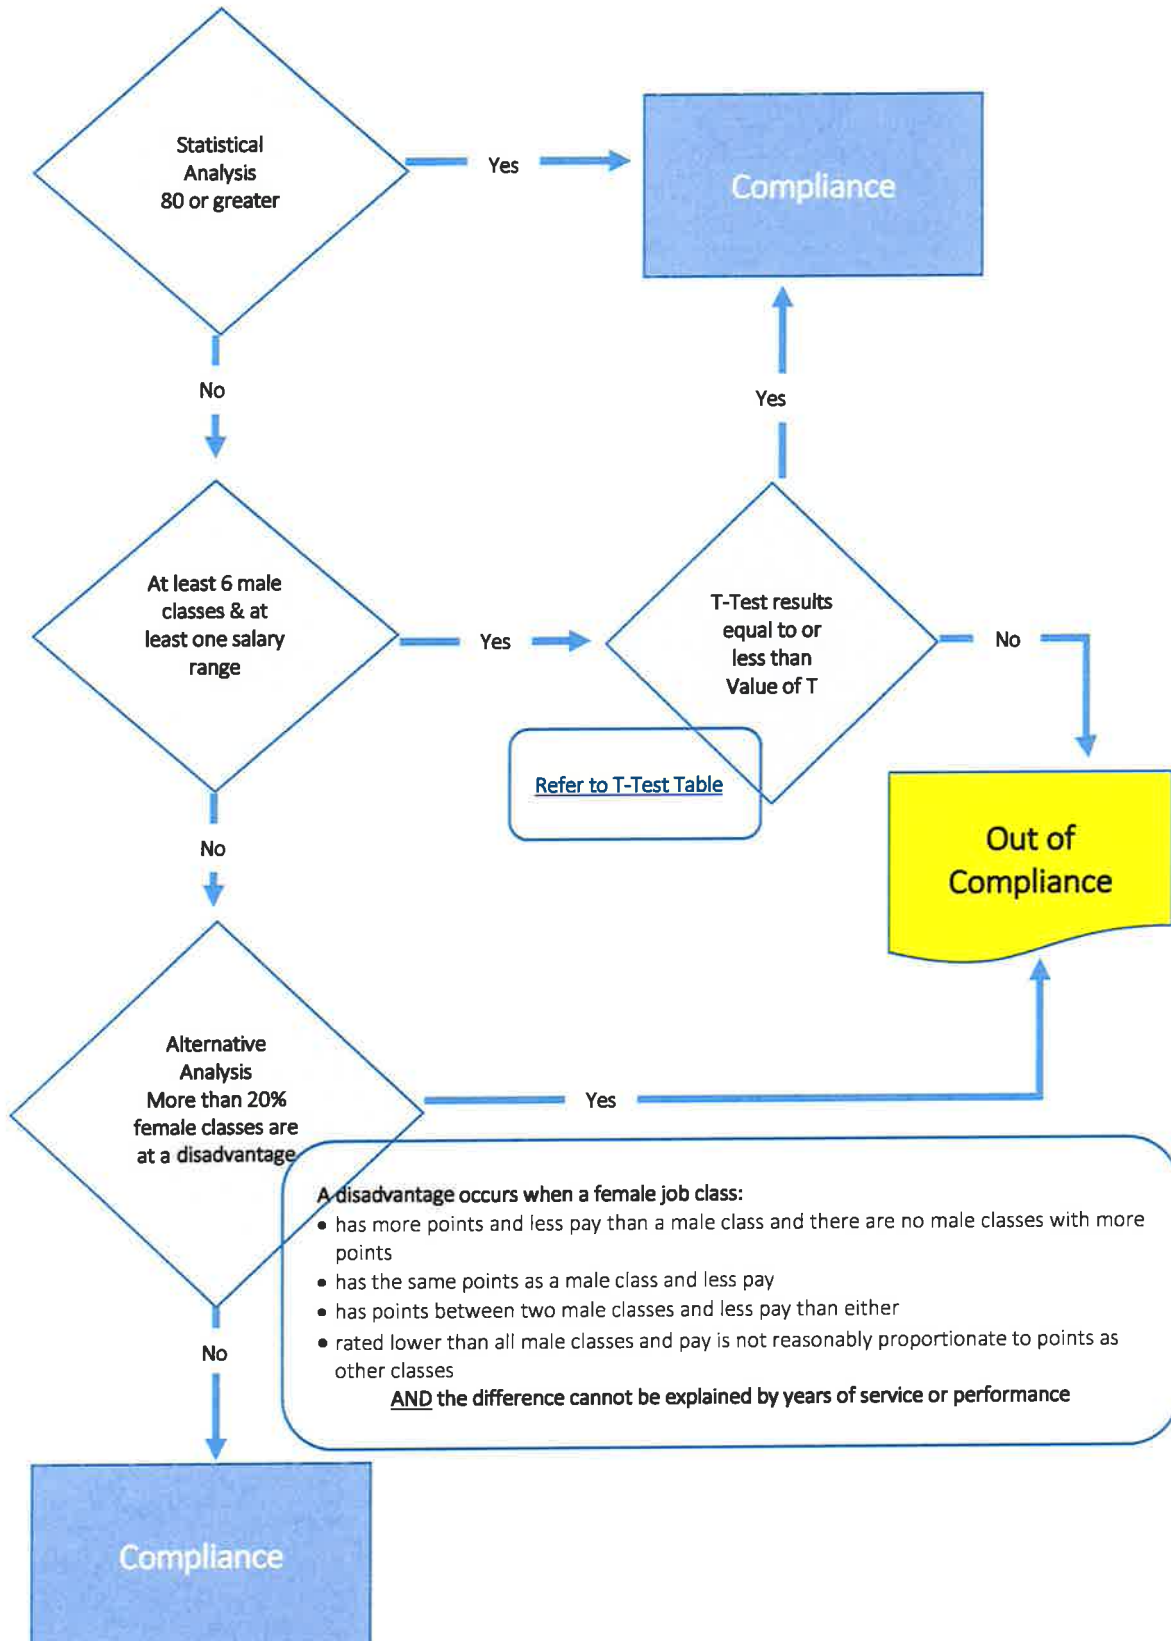 Statistical
Analysis
80 or greater
Yes
Compliance
No
Yes
At least 6 male
classes & at
least one salary
range
Yes
T-Test results
equal to or
less than
Value of T
No
Refer to T-Test Table
No
Out of
Compliance
Alternative
Analysis
More than 20%
female classes are
at a disadvantage
Yes
A disadvantage occurs when a female job class:
• has more points and less pay than a male class and there are no male classes with more
points
• has the same points as a male class and less pay
• has points between two male classes and less pay than either
• rated lower than all male classes and pay is not reasonably proportionate to points as
other classes
AND the difference cannot be explained by years of service or performance
No
Compliance